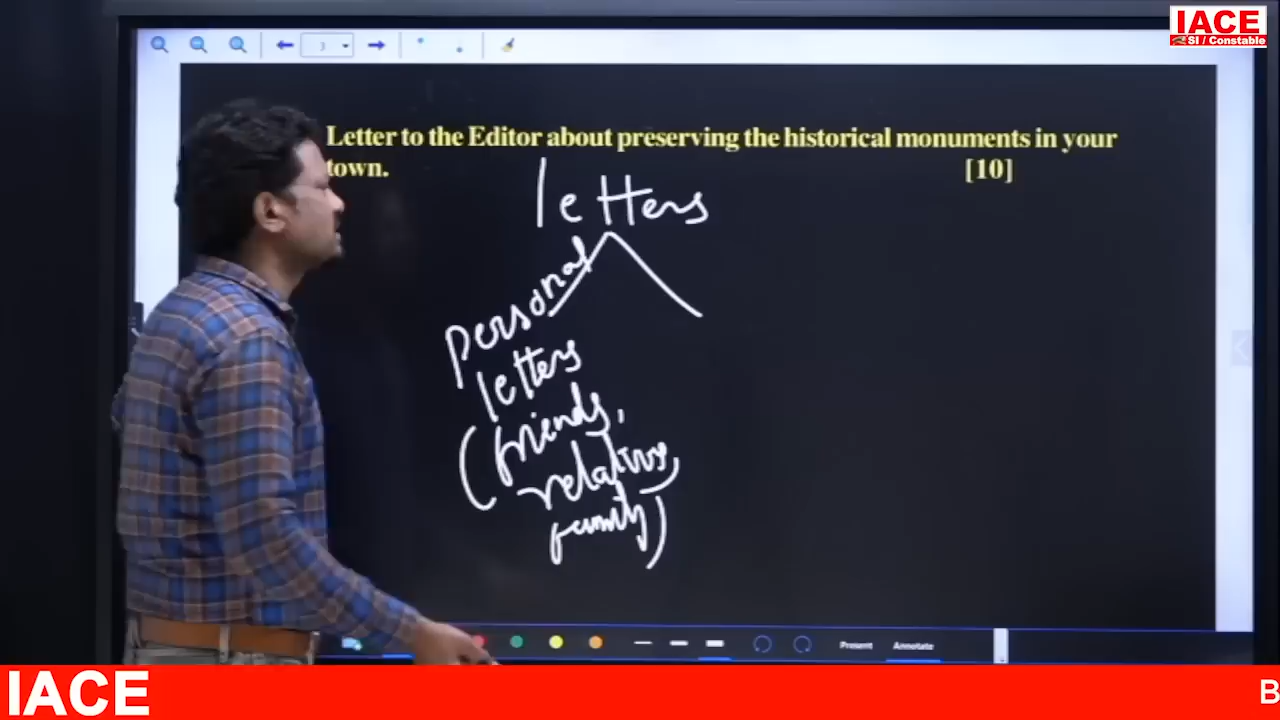 IACE
SI / Constable
3
Letter to the Editor about preserving the historical monuments in your
town. [10]
letters
personal
letters
(friends,
relatives,
family)
Present Annotate
IACE
B